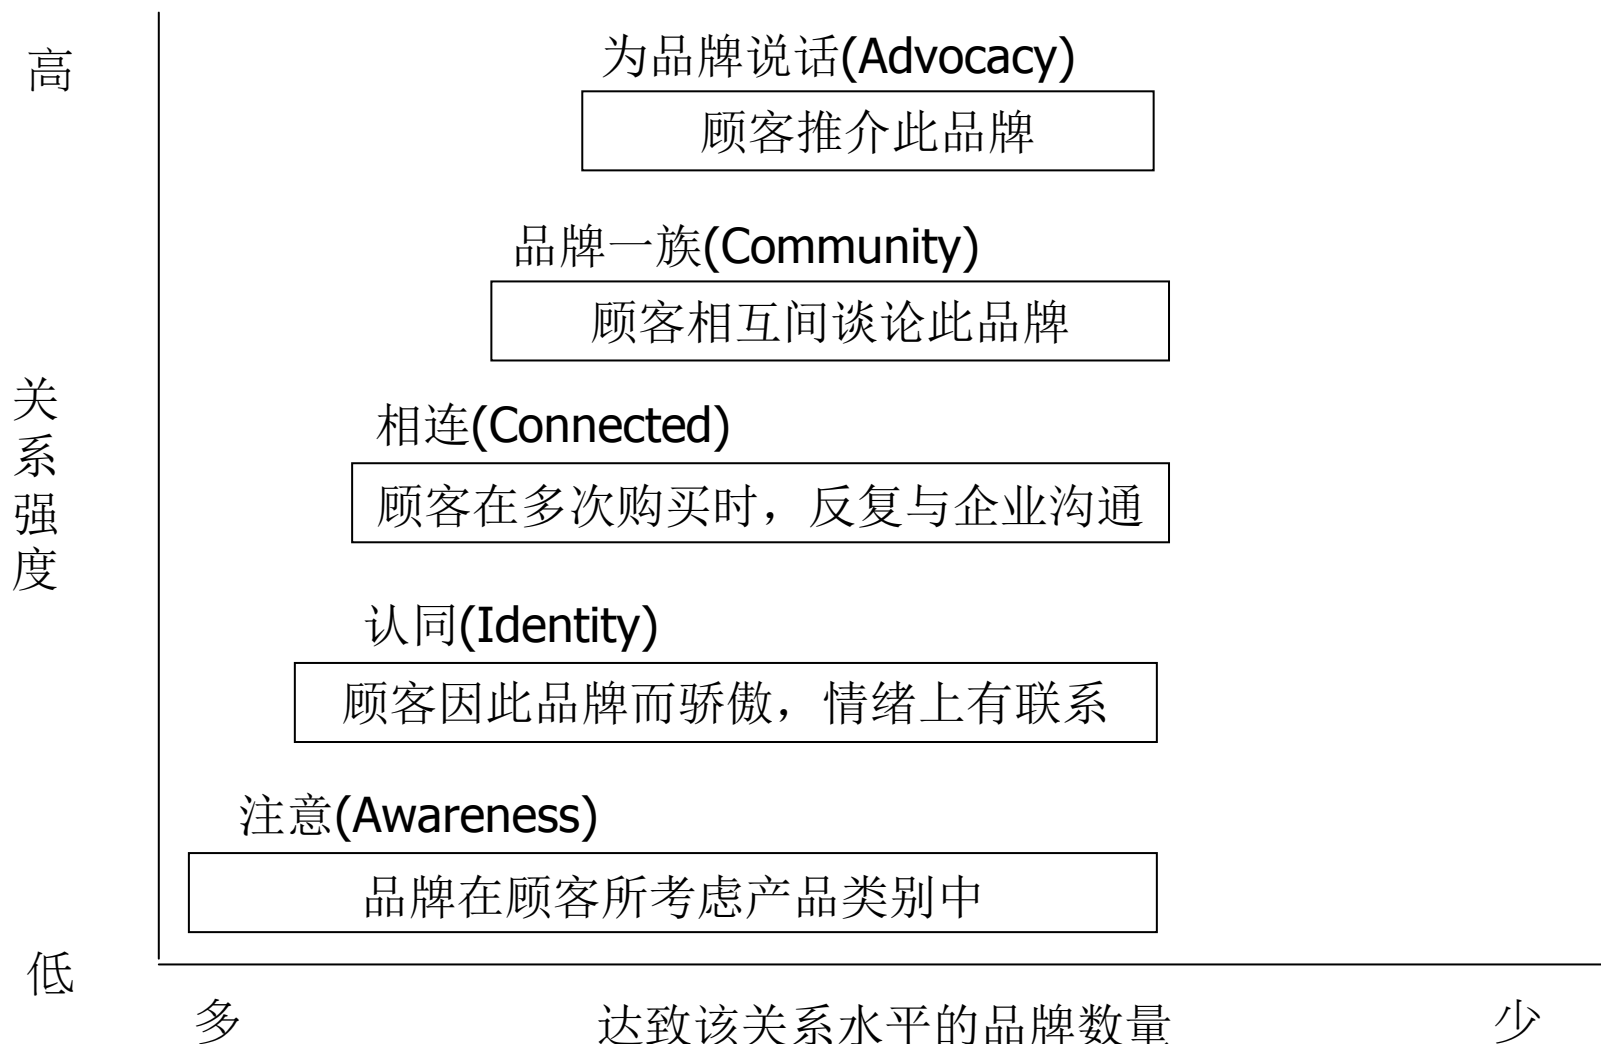 高
为品牌说话(Advocacy)
顾客推介此品牌
品牌一族(Community)
顾客相互间谈论此品牌
关系强度
相连(Connected)
顾客在多次购买时，反复与企业沟通
认同(Identity)
顾客因此品牌而骄傲，情绪上有联系
注意(Awareness)
品牌在顾客所考虑产品类别中
低
多 达致该关系水平的品牌数量 少